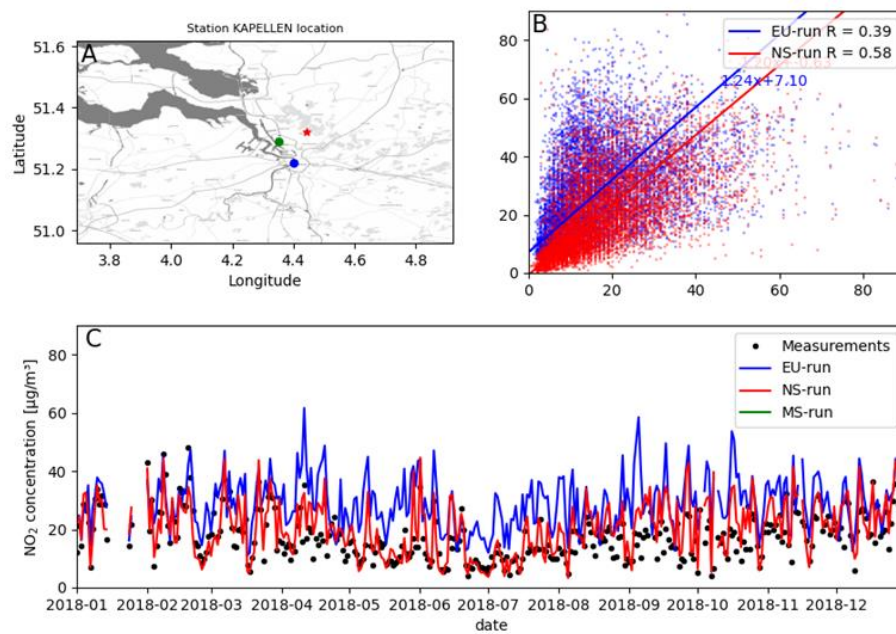 Station KAPELLEN location
A
51.6
51.4
51.2
51.0
Latitude
3.8 4.0 4.2 4.4 4.6 4.8
Longitude
B
EU-run R = 0.39
NS-run R = 0.58
1.24x+7.10
80
60
40
20
0
0 20 40 60 80
C
Measurements
EU-run
NS-run
MS-run
80
60
40
20
0
NO₂ concentration [µg/m³]
2018-01 2018-02 2018-03 2018-04 2018-05 2018-06 2018-07 2018-08 2018-09 2018-10 2018-11 2018-12
date